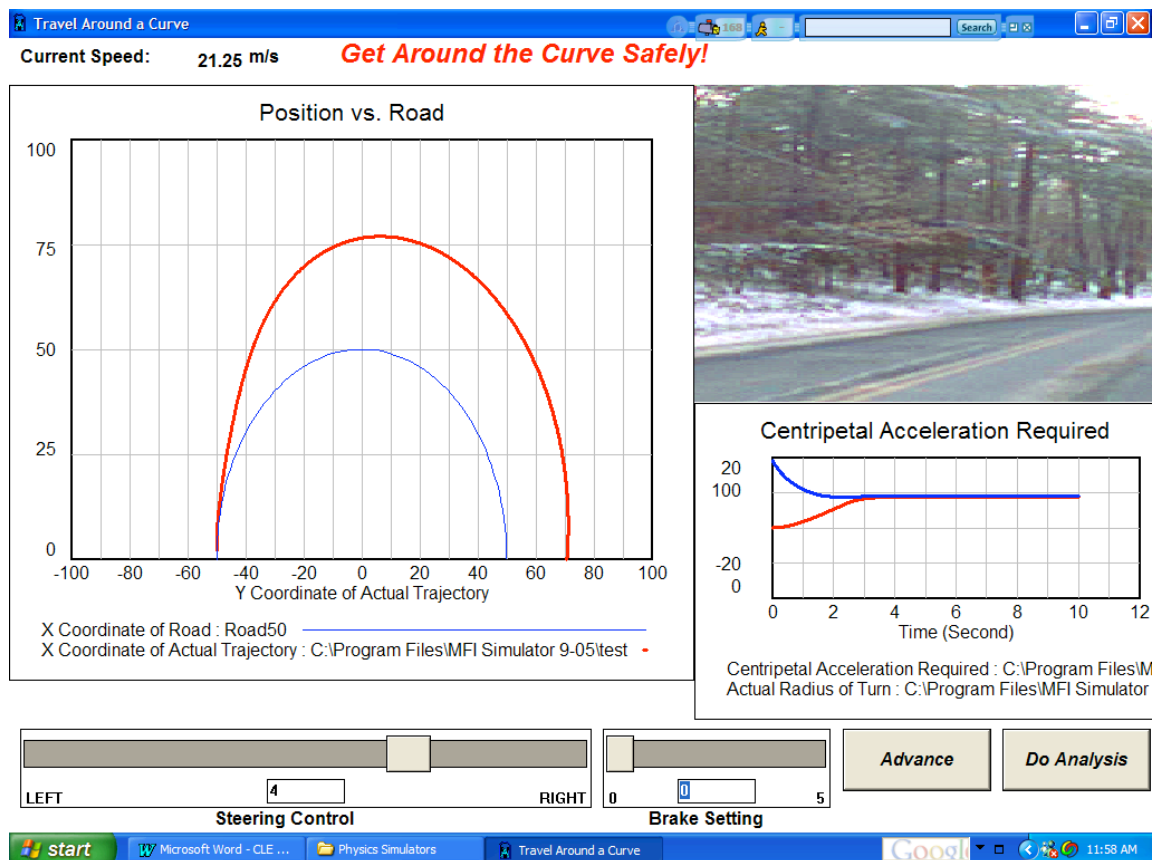 Travel Around a Curve
168
Search
Current Speed: 21.25 m/s
Get Around the Curve Safely!
Position vs. Road
100
75
50
25
0
-100 -80 -60 -40 -20 0 20 40 60 80 100
Y Coordinate of Actual Trajectory
X Coordinate of Road : Road50
X Coordinate of Actual Trajectory : C:\Program Files\MFI Simulator 9-05\test
Centripetal Acceleration Required
20
100
-20
0
0 2 4 6 8 10 12
Time (Second)
Centripetal Acceleration Required : C:\Program Files\M
Actual Radius of Turn : C:\Program Files\MFI Simulator
4
LEFT RIGHT
Steering Control
0
0 5
Brake Setting
Advance
Do Analysis
start
Microsoft Word - CLE ...
Physics Simulators
Travel Around a Curve
Google
11:58 AM